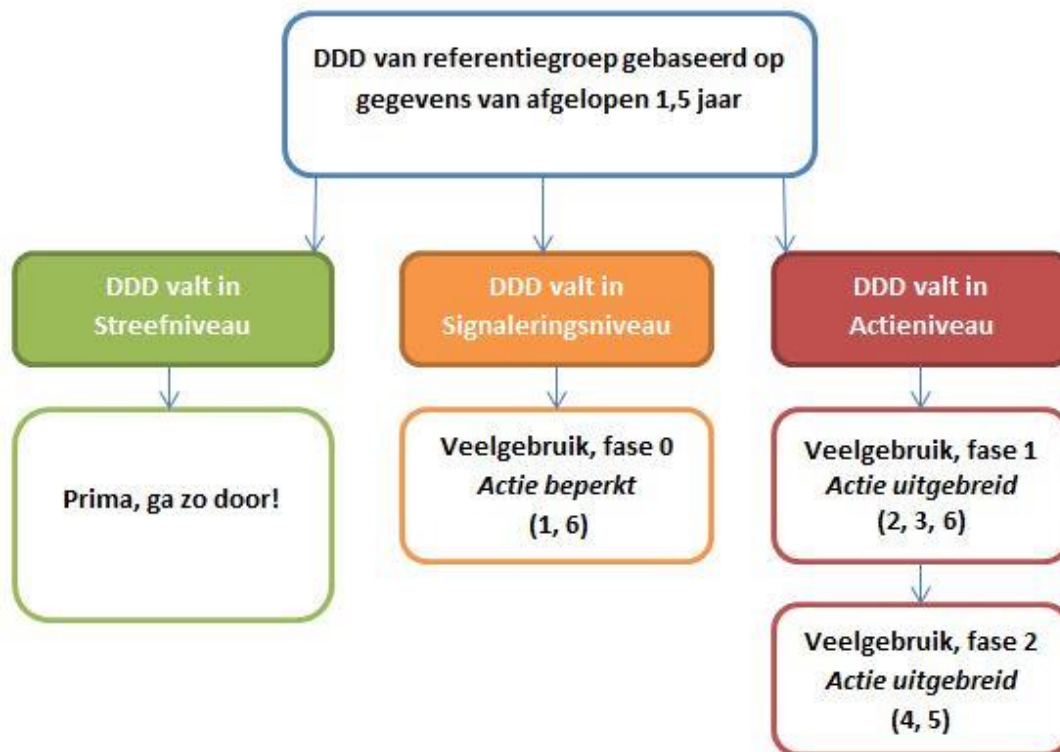 DDD van referentiegroep gebaseerd op
gegevens van afgelopen 1,5 jaar
DDD valt in
Streefniveau
DDD valt in
Signaleringsniveau
DDD valt in
Actieniveau
Prima, ga zo door!
Veelgebruik, fase 0
Actie beperkt
(1, 6)
Veelgebruik, fase 1
Actie uitgebreid
(2, 3, 6)
Veelgebruik, fase 2
Actie uitgebreid
(4, 5)